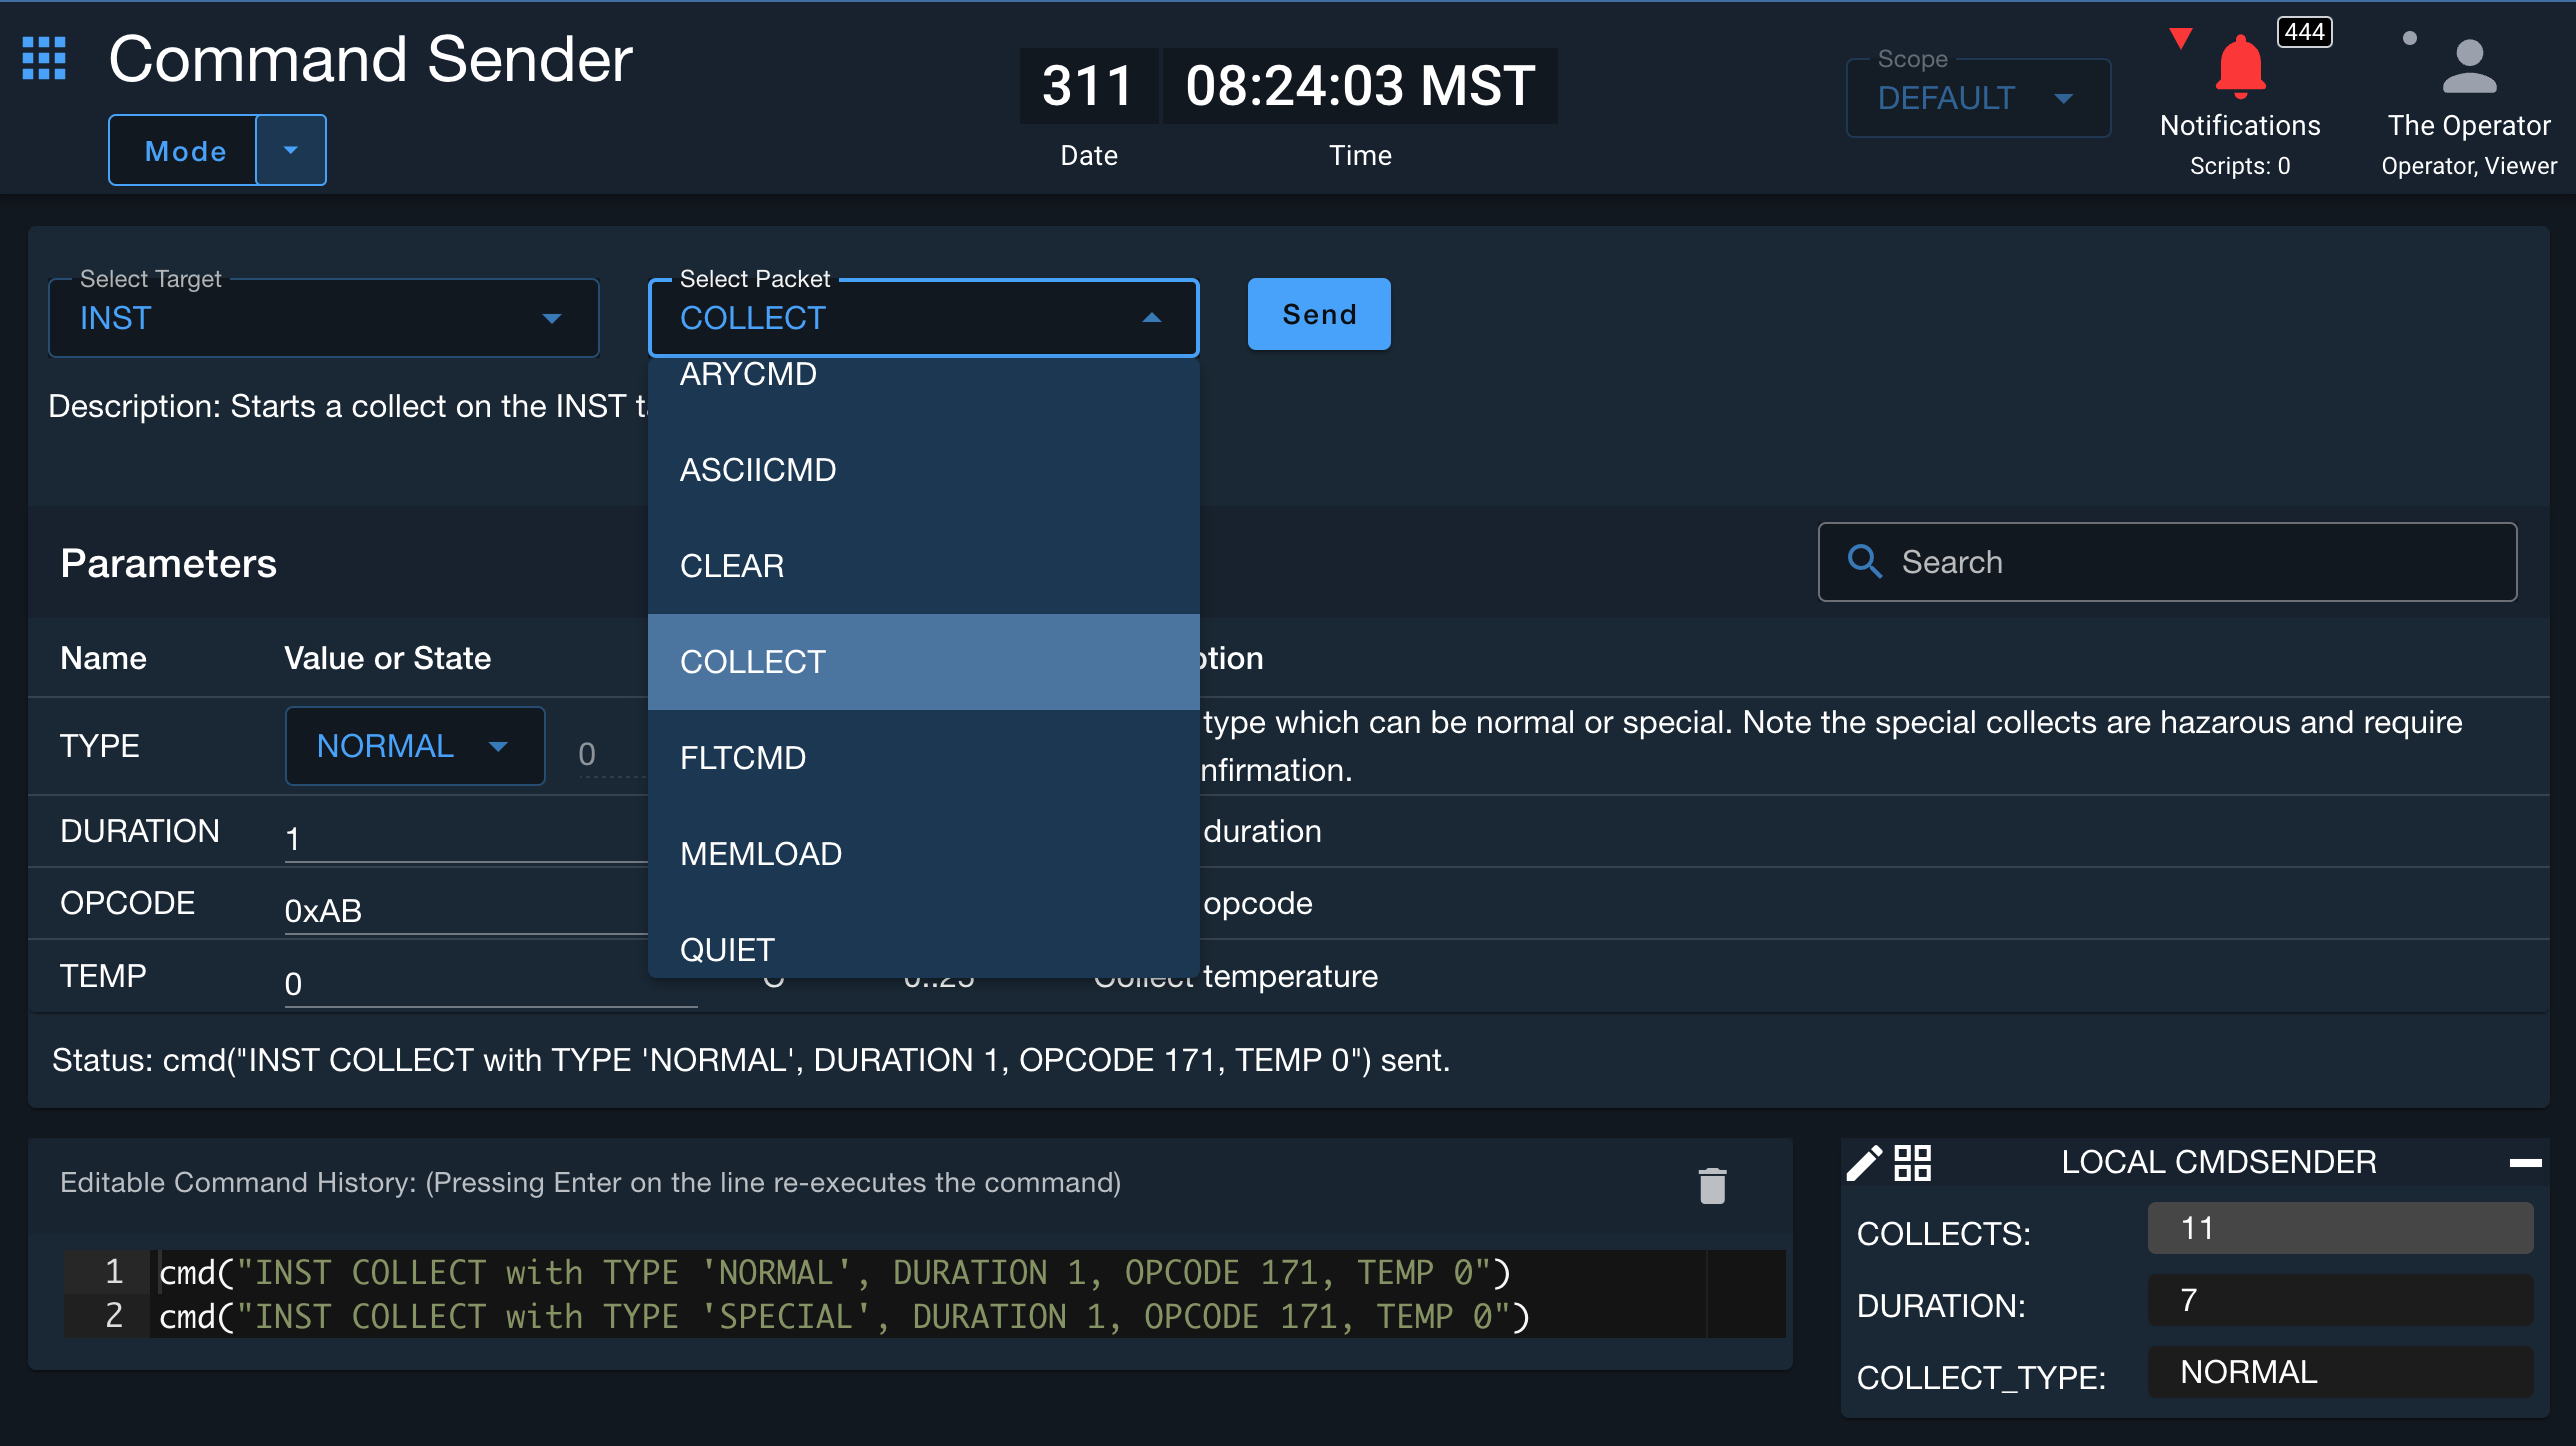 Command Sender
Mode
311
08:24:03 MST
Date
Time
Scope
DEFAULT
444
Notifications
Scripts: 0
The Operator
Operator, Viewer
Select Target
INST
Select Packet
COLLECT
Send
Description: Starts a collect on the INST
ARYCMD
ASCIICMD
CLEAR
COLLECT
FLTCMD
MEMLOAD
QUIET
Parameters
Search
Name Value or State ption
TYPE NORMAL 0 type which can be normal or special. Note the special collects are hazarous and require
nfirmation.
DURATION 1 duration
OPCODE 0xAB opcode
TEMP 0 C 0..25 Collect temperature
Status: cmd("INST COLLECT with TYPE 'NORMAL', DURATION 1, OPCODE 171, TEMP 0") sent.
Editable Command History: (Pressing Enter on the line re-executes the command)
1 cmd("INST COLLECT with TYPE 'NORMAL', DURATION 1, OPCODE 171, TEMP 0")
2 cmd("INST COLLECT with TYPE 'SPECIAL', DURATION 1, OPCODE 171, TEMP 0")
LOCAL CMDSENDER
COLLECTS: 11
DURATION: 7
COLLECT_TYPE: NORMAL